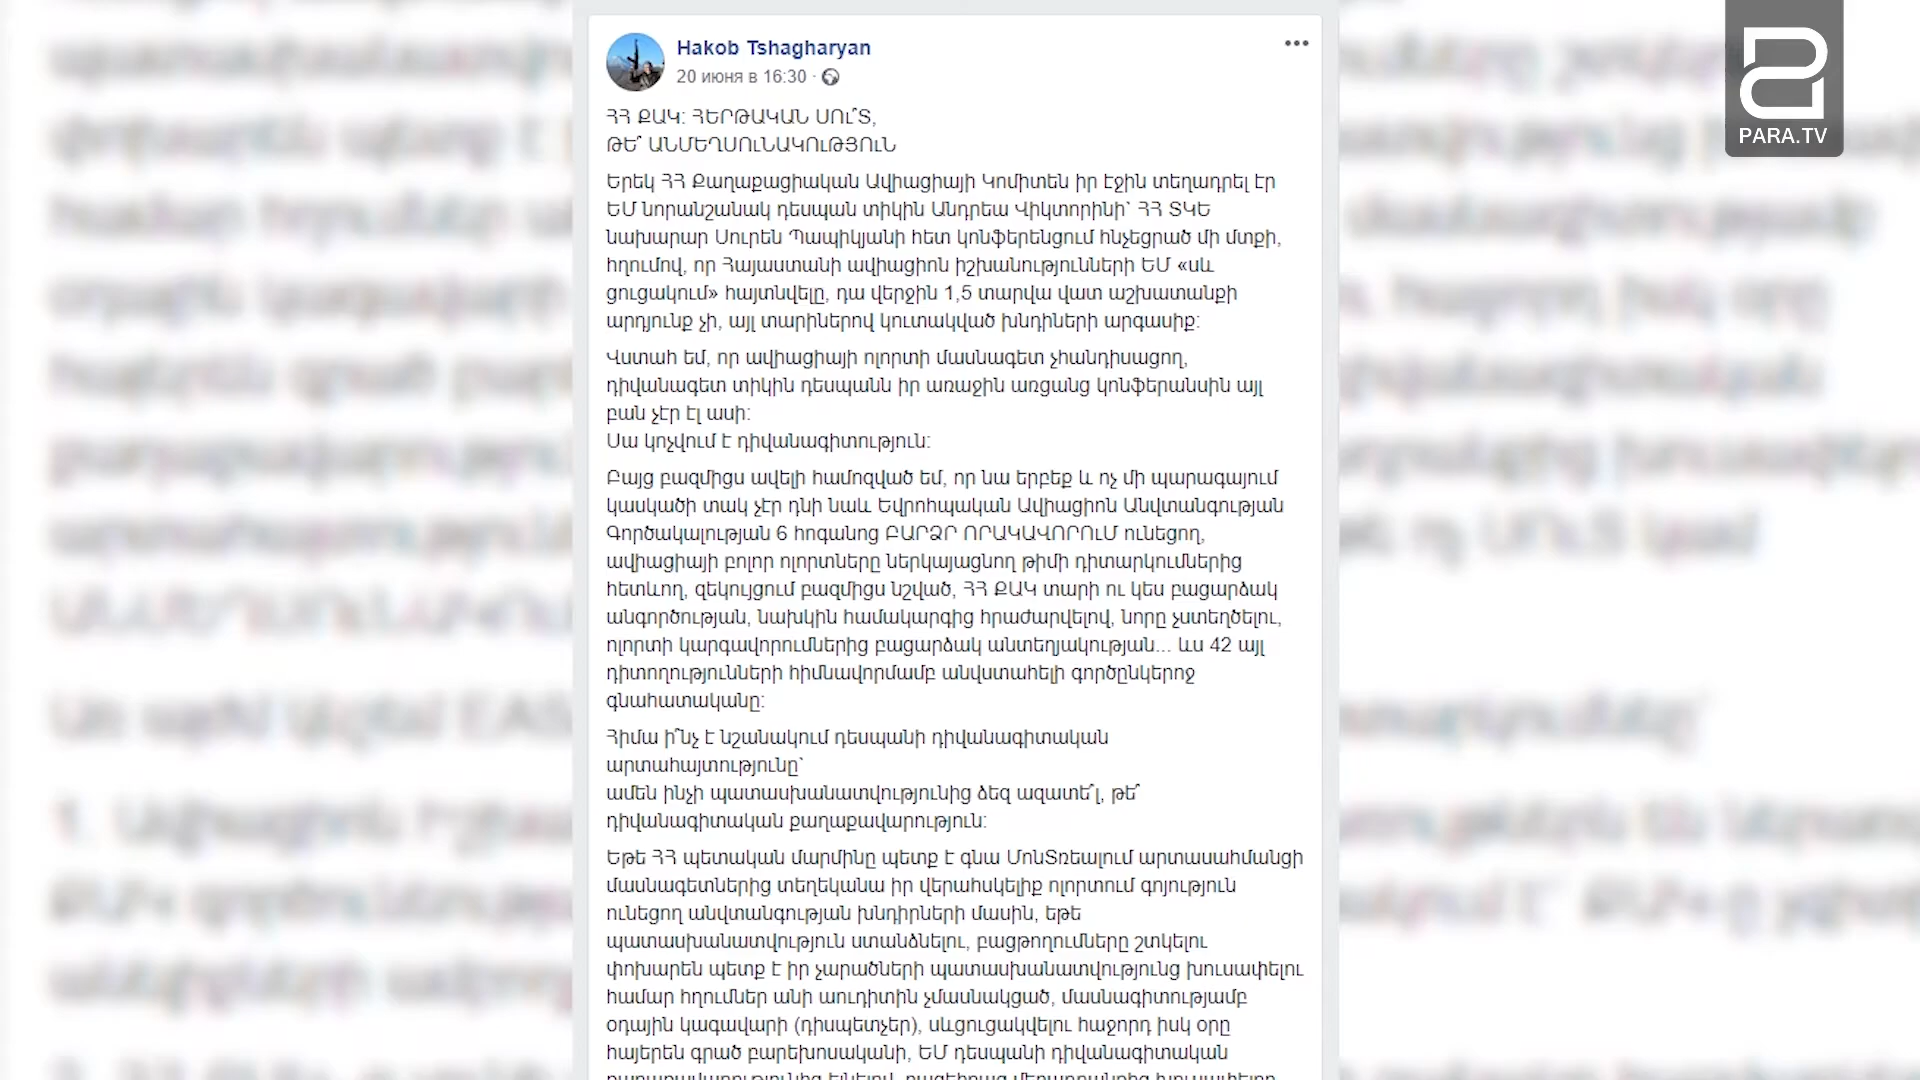 Hakob Tshagharyan
20 июня в 16:30 ·
ՀՀ ՔԱԿ: ՀԵՐԹԱԿԱՆ ՍՈւ՞Տ,
ԹԵ՞ ԱՆՄԵՂՍՈւՆԱԿՈւԹՅՈւՆ
Երեկ ՀՀ Քաղաքացիական Ավիացիայի Կոմիտեն իր էջին տեղադրել էր
ԵՄ նորանշանակ դեսպան տիկին Անդրեա Վիկտորինի՝ ՀՀ ՏԿԵ
նախարար Սուրեն Պապիկյանի հետ կոնֆերենցում հնչեցրած մի մտքի,
հղումով, որ Հայաստանի ավիացիոն իշխանությունների ԵՄ «սև
ցուցակում» հայտնվելը, դա վերջին 1,5 տարվա վատ աշխատանքի
արդյունք չի, այլ տարիներով կուտակված խնդիների արգասիք:
Վստահ եմ, որ ավիացիայի ոլորտի մասնագետ չհանդիսացող,
դիվանագետ տիկին դեսպանն իր առաջին առցանց կոնֆերանսին այլ
բան չէր էլ ասի:
Սա կոչվում է դիվանագիտություն:
Բայց բազմիցս ավելի համոզված եմ, որ նա երբեք և ոչ մի պարագայում
կասկածի տակ չէր դնի նաև Եվրոհպական Ավիացիոն Անվտանգության
Գործակալության 6 հոգանոց ԲԱՐՁՐ ՈՐԱԿԱՎՈՐՈւՄ ունեցող,
ավիացիայի բոլոր ոլորտները ներկայացնող թիմի դիտարկումներից
հետևող, զեկույցում բազմիցս նշված, ՀՀ ՔԱԿ տարի ու կես բացարձակ
անգործության, նախկին համակարգից հրաժարվելով, նորը չստեղծելու,
ոլորտի կարգավորումներից բացարձակ անտեղյակության... ևս 42 այլ
դիտողությունների հիմնավորմամբ անվստահելի գործընկերոջ
գնահատականը:
Հիմա ի՞նչ է նշանակում դեսպանի դիվանագիտական
արտահայտությունը՝
ամեն ինչի պատասխանատվությունից ձեզ ազատե՞լ, թե՞
դիվանագիտական քաղաքավարություն:
Եթե ՀՀ պետական մարմինը պետք է գնա ՄոնՏռեալում արտասահմանցի
մասնագետներից տեղեկանա իր վերահսկելիք ոլորտում գոյություն
ունեցող անվտանգության խնդիրների մասին, եթե
պատասխանատվություն ստանձնելու, բացթողումները շտկելու
փոխարեն պետք է իր չարածների պատասխանատվությունց խուսափելու
համար հղումներ անի աուդիտին չմասնակցած, մասնագիտությամբ
օդային կագավարի (դիսպետչեր), սևցուցակվելու հաջորդ իսկ օրը
հայերեն գրած բարեխոսականի, ԵՄ դեսպանի դիվանագիտական
PARA.TV